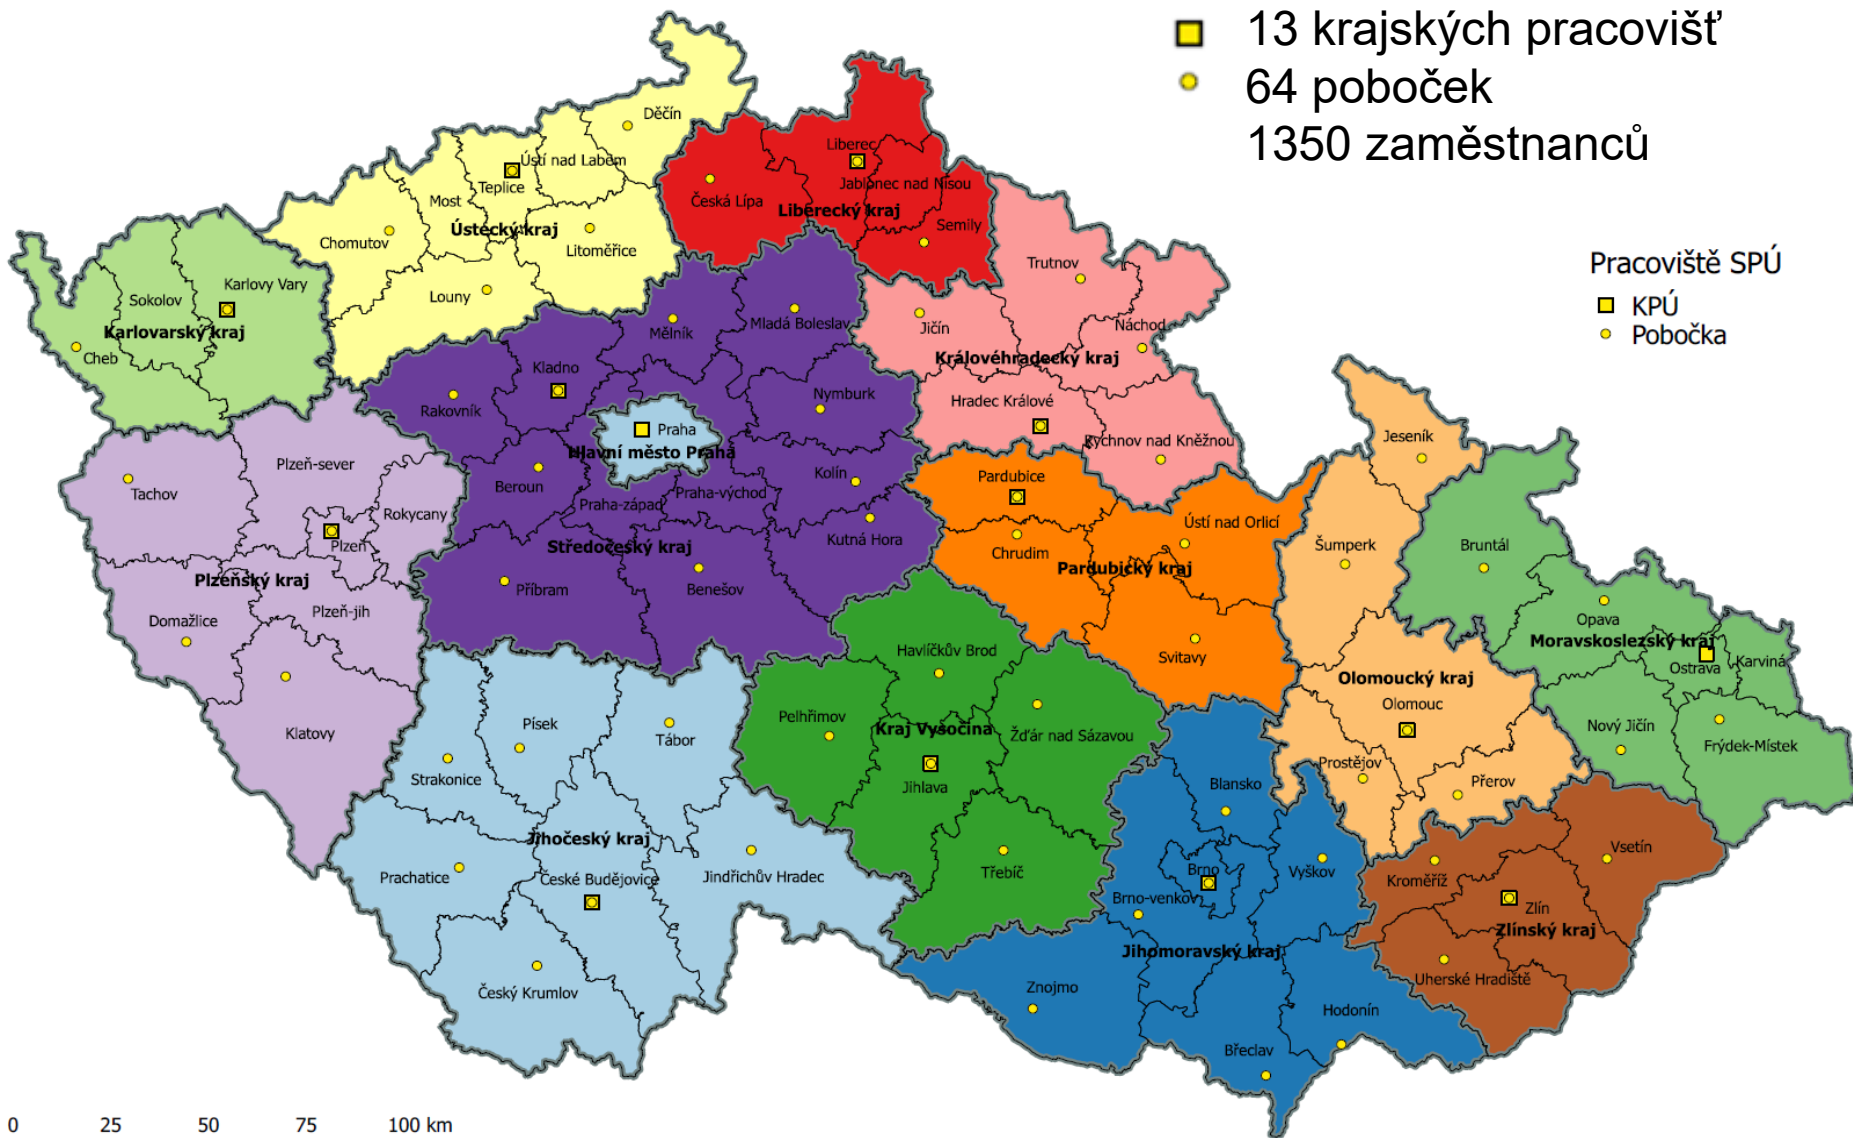 13 krajských pracovišť
64 poboček
1350 zaměstnanců
Pracoviště SPÚ
KPÚ
Pobočka
Děčín
Ústí nad Labem
Teplice
Most
Ústecký kraj
Chomutov
Litoměřice
Louny
Liberec
Jablonec nad Nisou
Česká Lípa
Liberecký kraj
Semily
Karlovy Vary
Sokolov
Karlovarský kraj
Cheb
Trutnov
Jičín
Náchod
Královéhradecký kraj
Hradec Králové
Rychnov nad Kněžnou
Mělník
Mladá Boleslav
Kladno
Rakovník
Nymburk
Praha
Hlavní město Praha
Beroun
Praha-západ
Praha-východ
Kolín
Kutná Hora
Středočeský kraj
Příbram
Benešov
Plzeň-sever
Tachov
Rokycany
Plzeň
Plzeňský kraj
Plzeň-jih
Domažlice
Klatovy
Pardubice
Ústí nad Orlicí
Chrudim
Pardubický kraj
Svitavy
Jeseník
Šumperk
Olomoucký kraj
Olomouc
Prostějov
Přerov
Bruntál
Opava
Moravskoslezský kraj
Ostrava
Karviná
Nový Jičín
Frýdek-Místek
Havlíčkův Brod
Pelhřimov
Kraj Vysočina
Žďár nad Sázavou
Jihlava
Třebíč
Písek
Tábor
Strakonice
Jihočeský kraj
Prachatice
České Budějovice
Jindřichův Hradec
Český Krumlov
Blansko
Brno
Vyškov
Brno-venkov
Jihomoravský kraj
Znojmo
Hodonín
Břeclav
Vsetín
Kroměříž
Zlín
Zlínský kraj
Uherské Hradiště
0 25 50 75 100 km